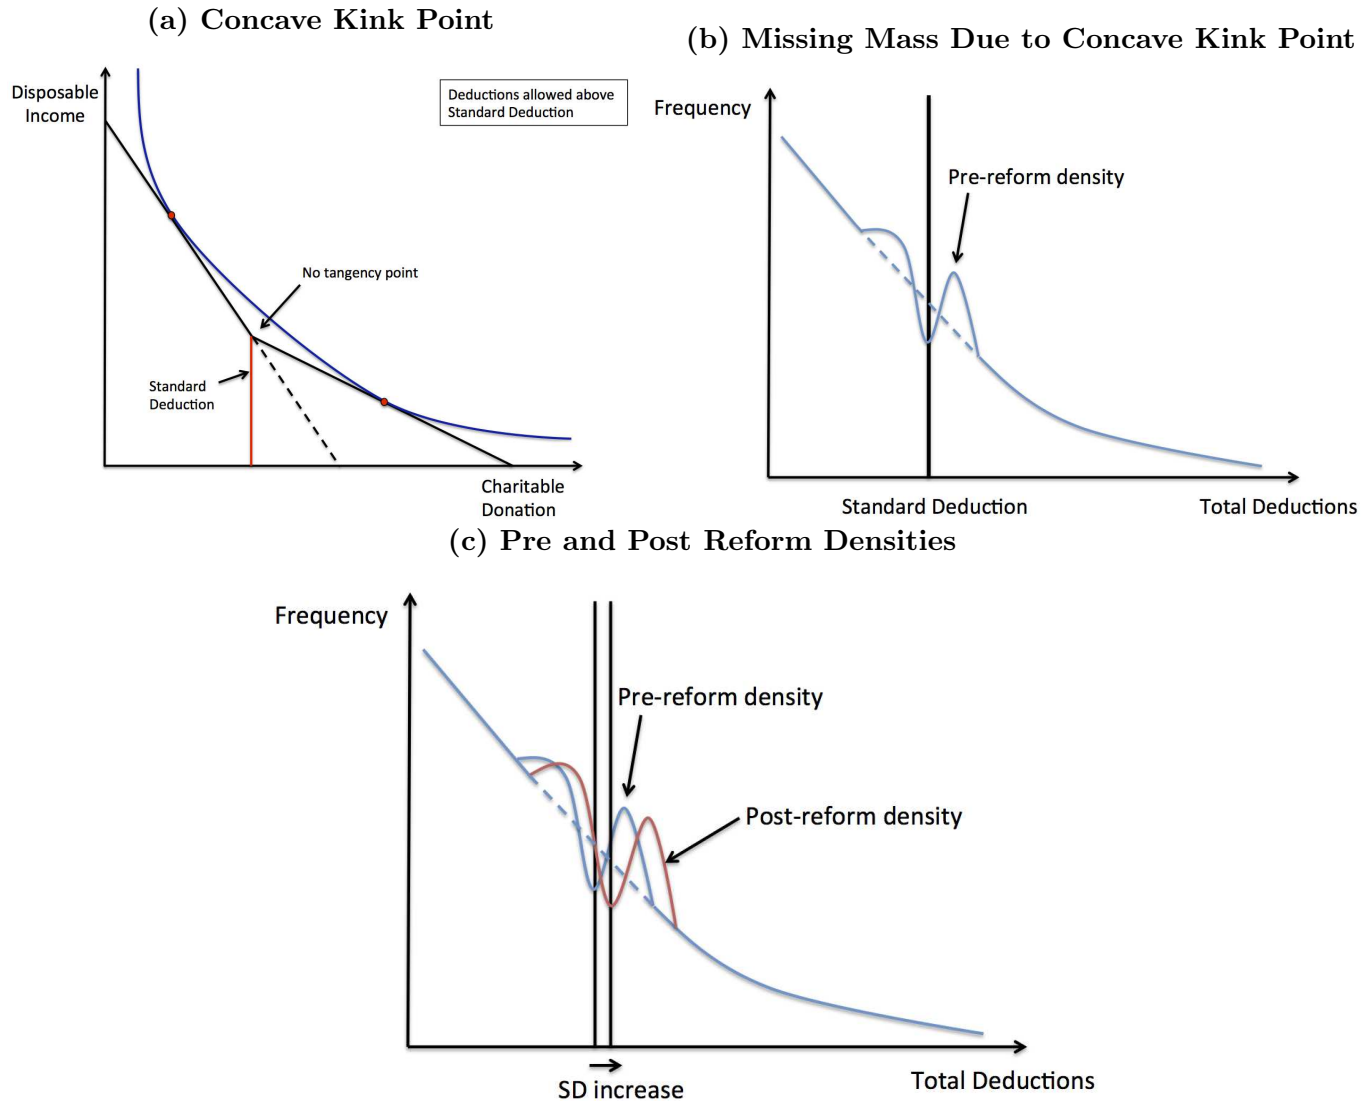 (a) Concave Kink Point
Disposable
Income
Deductions allowed above
Standard Deduction
No tangency point
Standard
Deduction
Charitable
Donation
(b) Missing Mass Due to Concave Kink Point
Frequency
Pre-reform density
Standard Deduction
Total Deductions
(c) Pre and Post Reform Densities
Frequency
Pre-reform density
Post-reform density
SD increase
Total Deductions